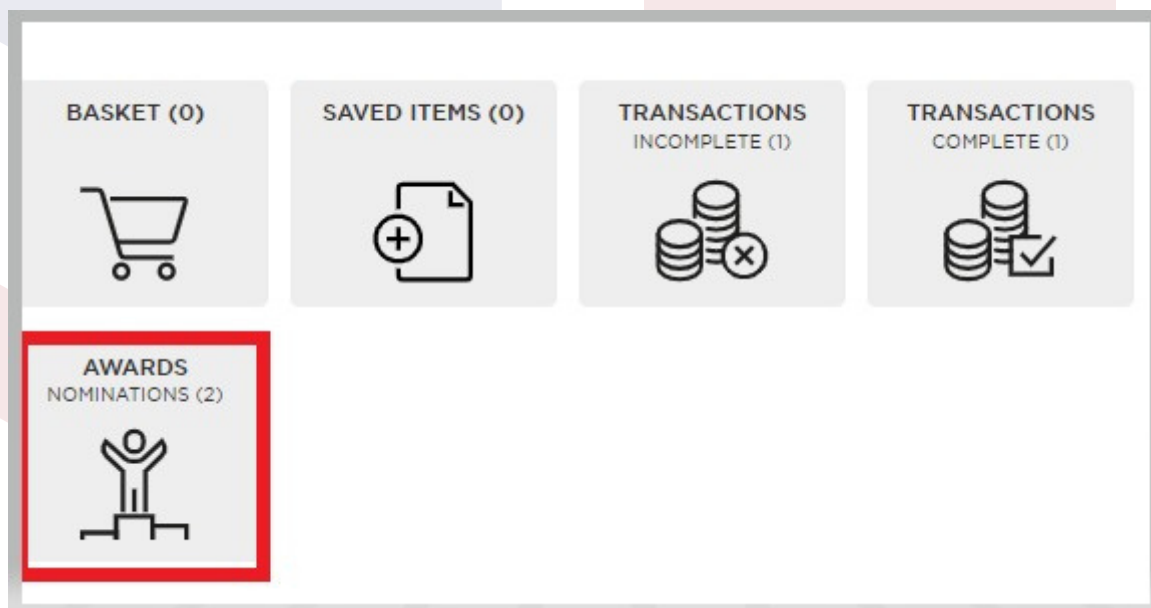 BASKET (0)
SAVED ITEMS (0)
TRANSACTIONS
INCOMPLETE (1)
TRANSACTIONS
COMPLETE (1)
AWARDS
NOMINATIONS (2)